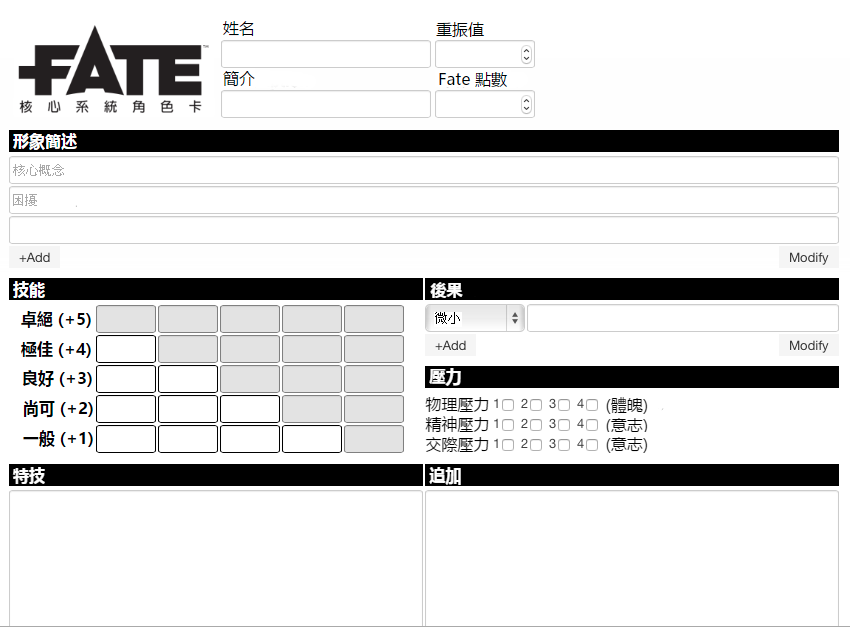 FATE™
核心系統角色卡
姓名
重振值
簡介
Fate 點數
形象簡述
核心概念
困擾
+Add
Modify
技能
卓絕 (+5)
極佳 (+4)
良好 (+3)
尚可 (+2)
一般 (+1)
後果
微小
+Add
Modify
壓力
物理壓力 1 2 3 4 (體魄)
精神壓力 1 2 3 4 (意志)
交際壓力 1 2 3 4 (意志)
特技
追加